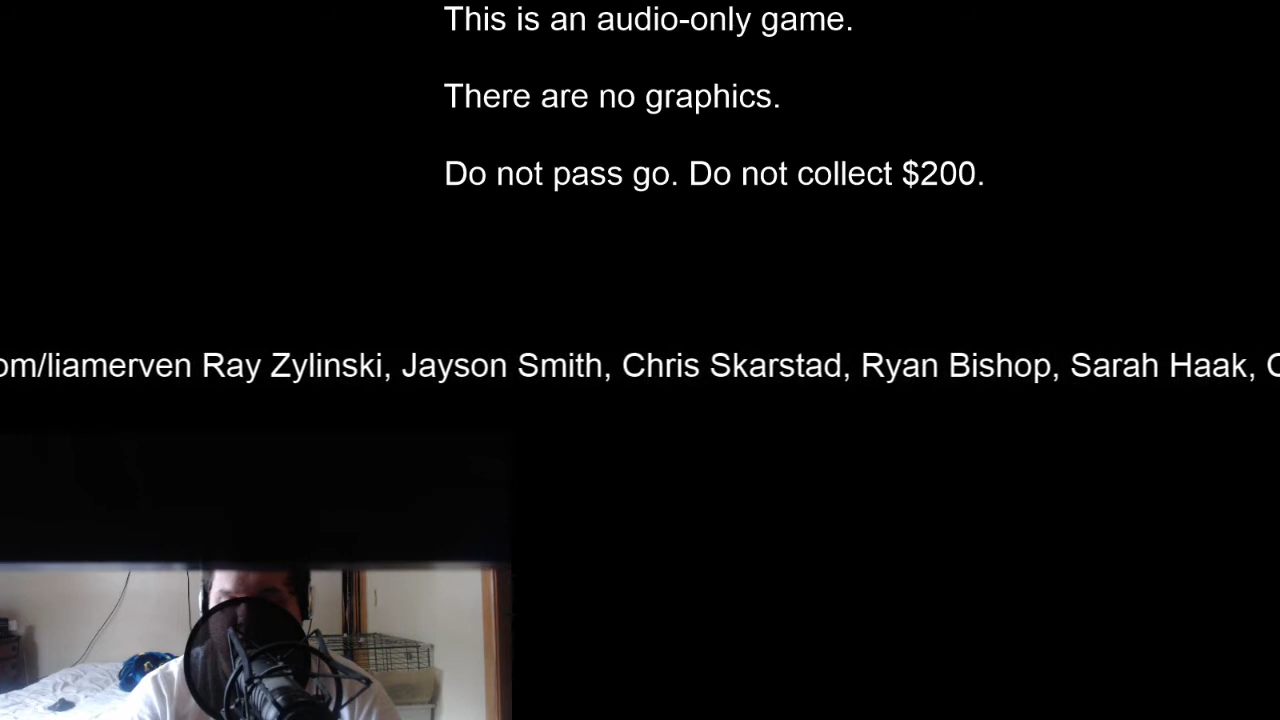 This is an audio-only game.
There are no graphics.
Do not pass go. Do not collect $200.
om/liamerven Ray Zylinski, Jayson Smith, Chris Skarstad, Ryan Bishop, Sarah Haak, C